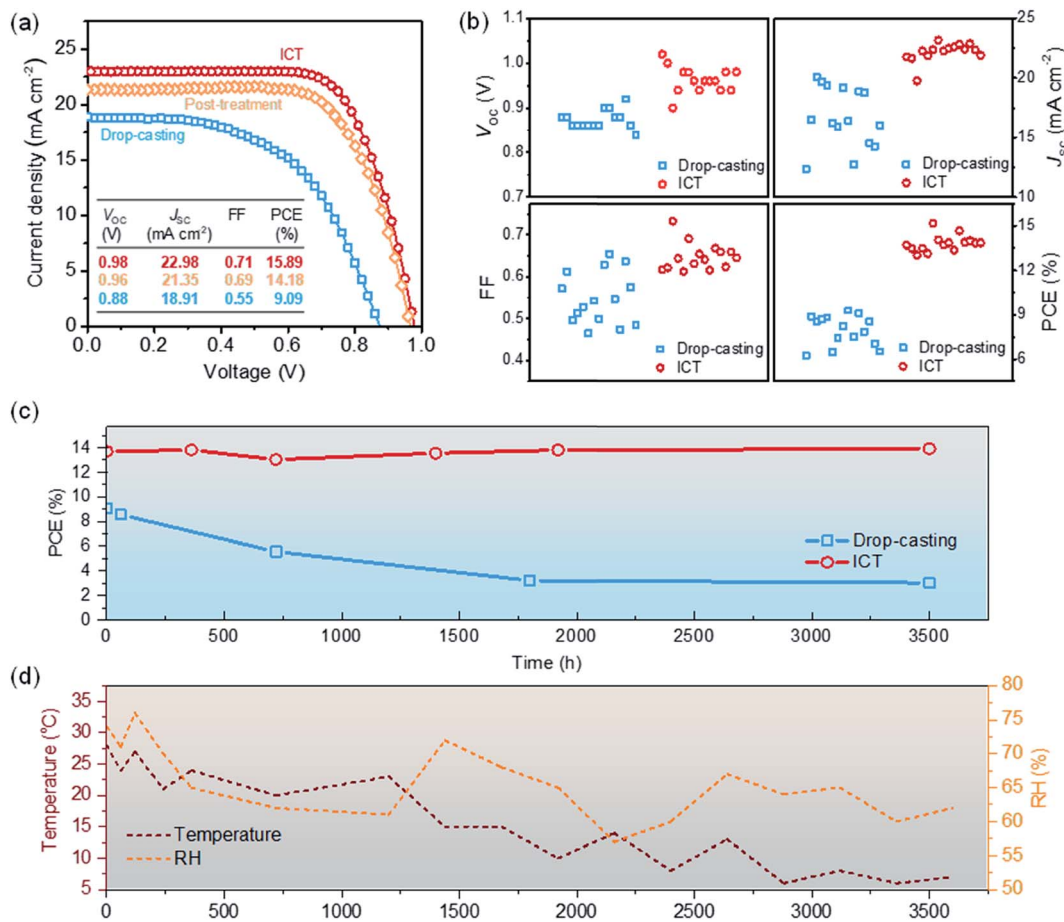 (a)
25
20
15
10
5
0
Current density (mA cm⁻²)
ICT
Post-treatment
Drop-casting
V_OC J_SC FF PCE
(V) (mA cm²) (%)
0.98 22.98 0.71 15.89
0.96 21.35 0.69 14.18
0.88 18.91 0.55 9.09
0.0 0.2 0.4 0.6 0.8 1.0
Voltage (V)
(b)
1.1
1.0
0.9
0.8
0.7
V_OC (V)
Drop-casting
ICT
25
20
15
10
J_SC (mA cm⁻²)
Drop-casting
ICT
0.7
0.6
0.5
0.4
FF
Drop-casting
ICT
15
12
9
6
PCE (%)
Drop-casting
ICT
(c)
14
12
10
8
6
4
2
0
PCE (%)
Drop-casting
ICT
0 500 1000 1500 2000 2500 3000 3500
Time (h)
(d)
35
30
25
20
15
10
5
Temperature (°C)
Temperature
RH
80
75
70
65
60
55
50
RH (%)
0 500 1000 1500 2000 2500 3000 3500